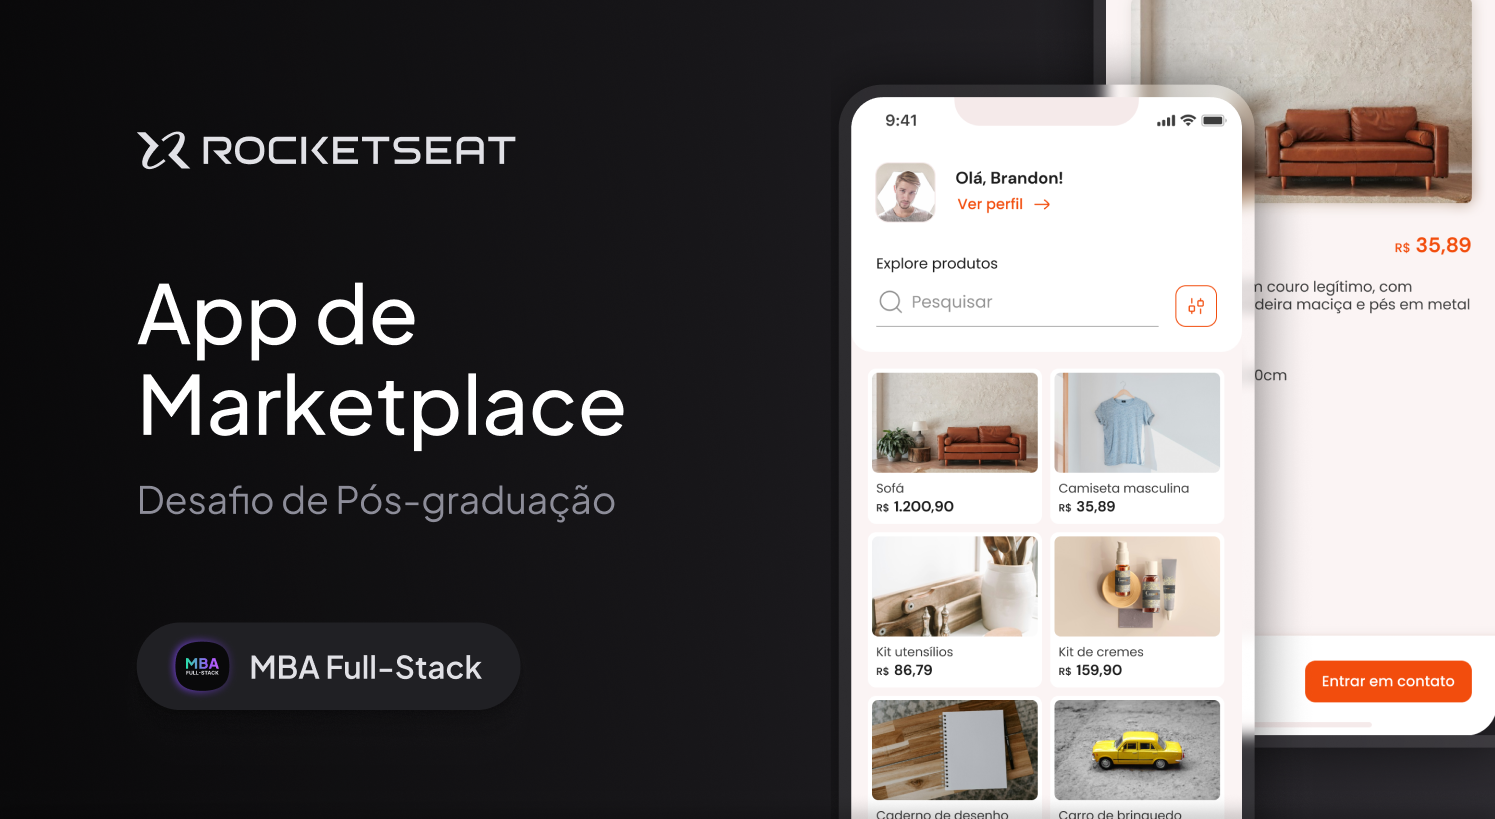 ROCKETSEAT
App de
Marketplace
Desafio de Pós-graduação
MBA
FULL-STACK
MBA Full-Stack
9:41
Olá, Brandon!
Ver perfil
Explore produtos
Pesquisar
Sofá
R$ 1.200,90
Camiseta masculina
R$ 35,89
Kit utensílios
R$ 86,79
Kit de cremes
R$ 159,90
Caderno de desenho
Carro de brinquedo
R$ 35,89
couro legítimo, com
deira maciça e pés em metal
0cm
Entrar em contato